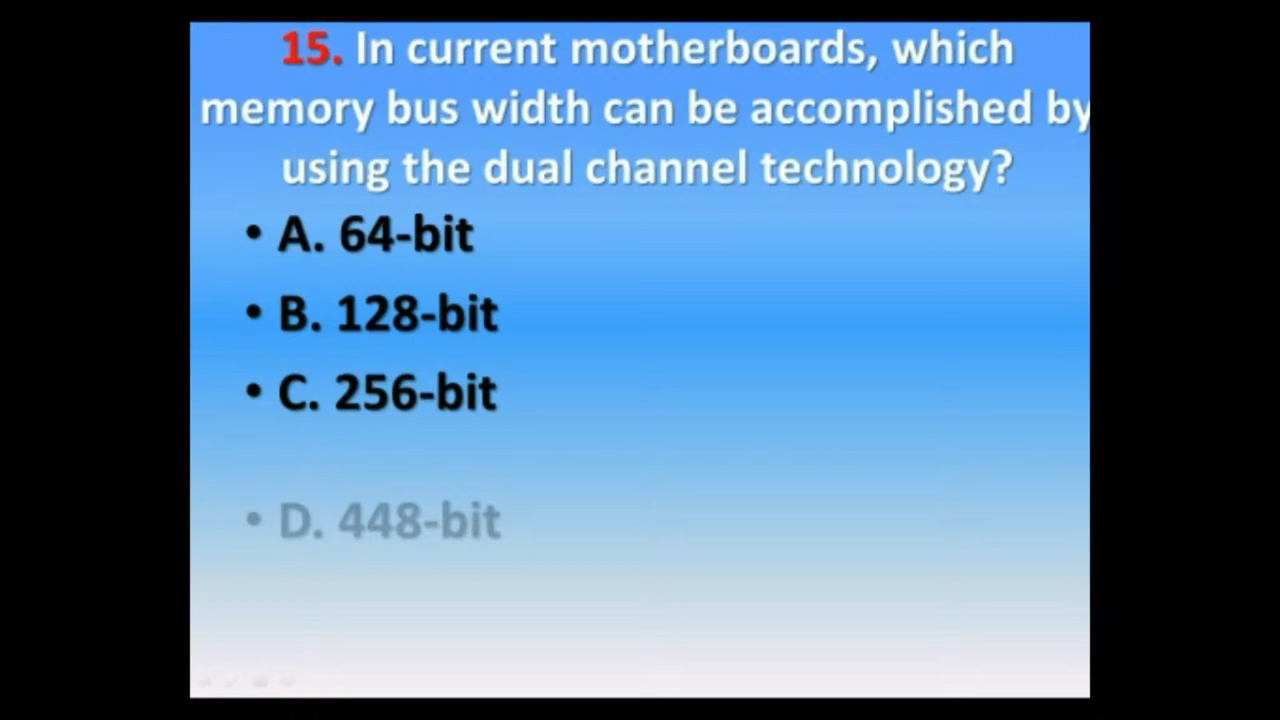 15. In current motherboards, which
memory bus width can be accomplished by
using the dual channel technology?
• A. 64-bit
• B. 128-bit
• C. 256-bit
• D. 448-bit